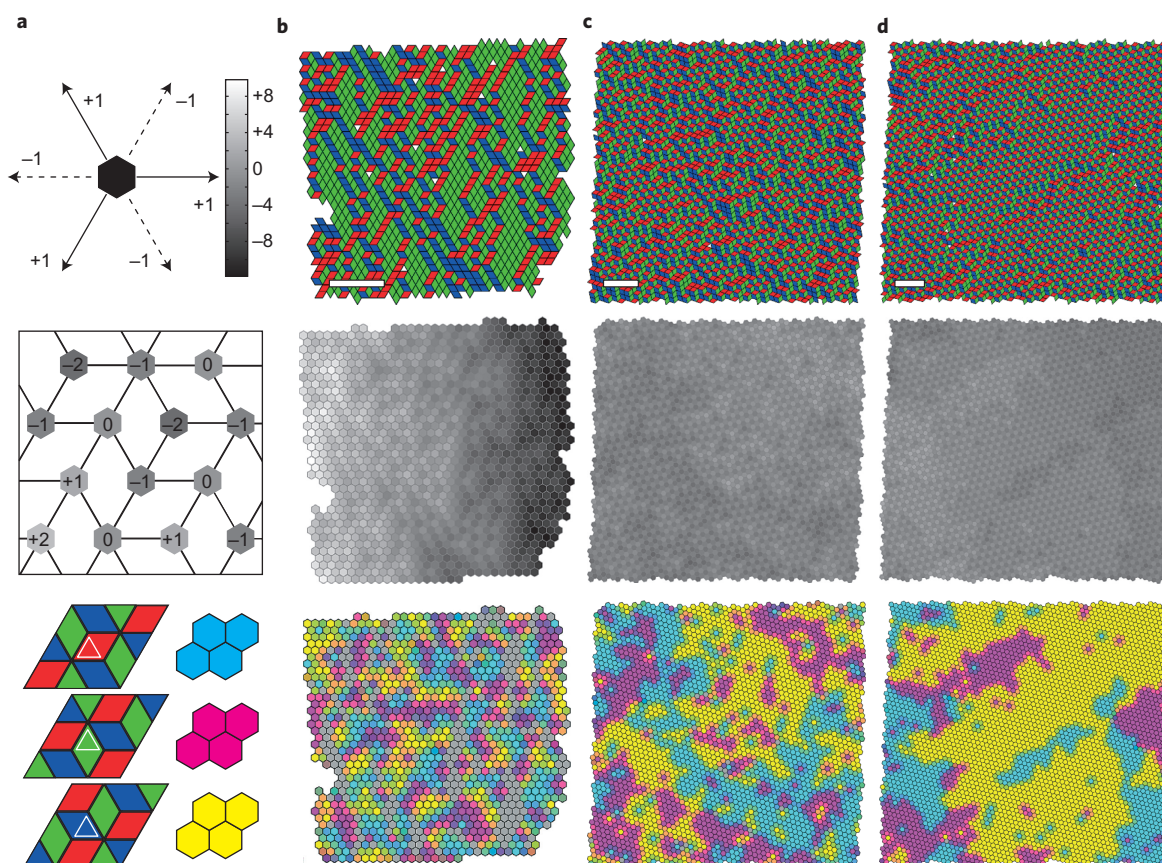 a b c d
+1 –1
–1 +1
+1 –1
+8
+4
0
–4
–8
–2 –1 0
–1 0 –2 –1
+1 –1 0
+2 0 +1 –1